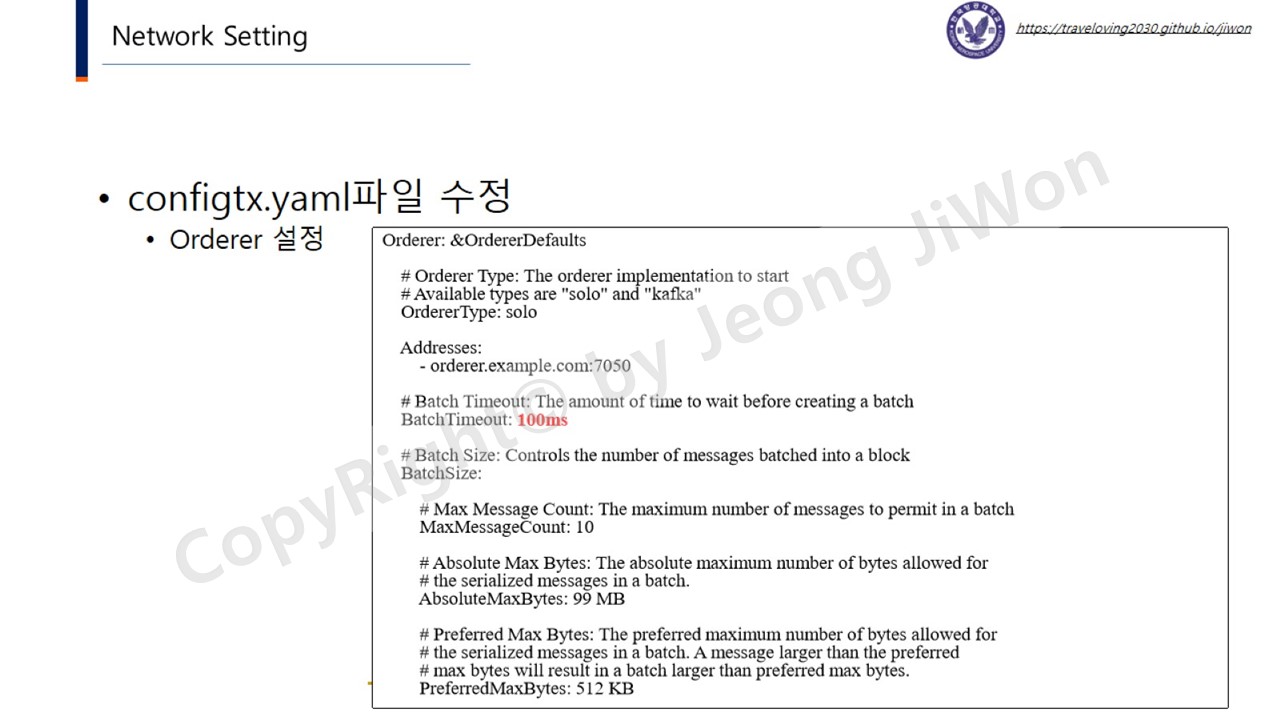 Network Setting
https://traveloving2030.github.io/jiwon
• configtx.yaml파일 수정
• Orderer 설정
Orderer: &OrdererDefaults
# Orderer Type: The orderer implementation to start
# Available types are "solo" and "kafka"
OrdererType: solo
Addresses:
- orderer.example.com:7050
# Batch Timeout: The amount of time to wait before creating a batch
BatchTimeout: 100ms
# Batch Size: Controls the number of messages batched into a block
BatchSize:
# Max Message Count: The maximum number of messages to permit in a batch
MaxMessageCount: 10
# Absolute Max Bytes: The absolute maximum number of bytes allowed for
# the serialized messages in a batch.
AbsoluteMaxBytes: 99 MB
# Preferred Max Bytes: The preferred maximum number of bytes allowed for
# the serialized messages in a batch. A message larger than the preferred
# max bytes will result in a batch larger than preferred max bytes.
PreferredMaxBytes: 512 KB
CopyRight© by Jeong JiWon